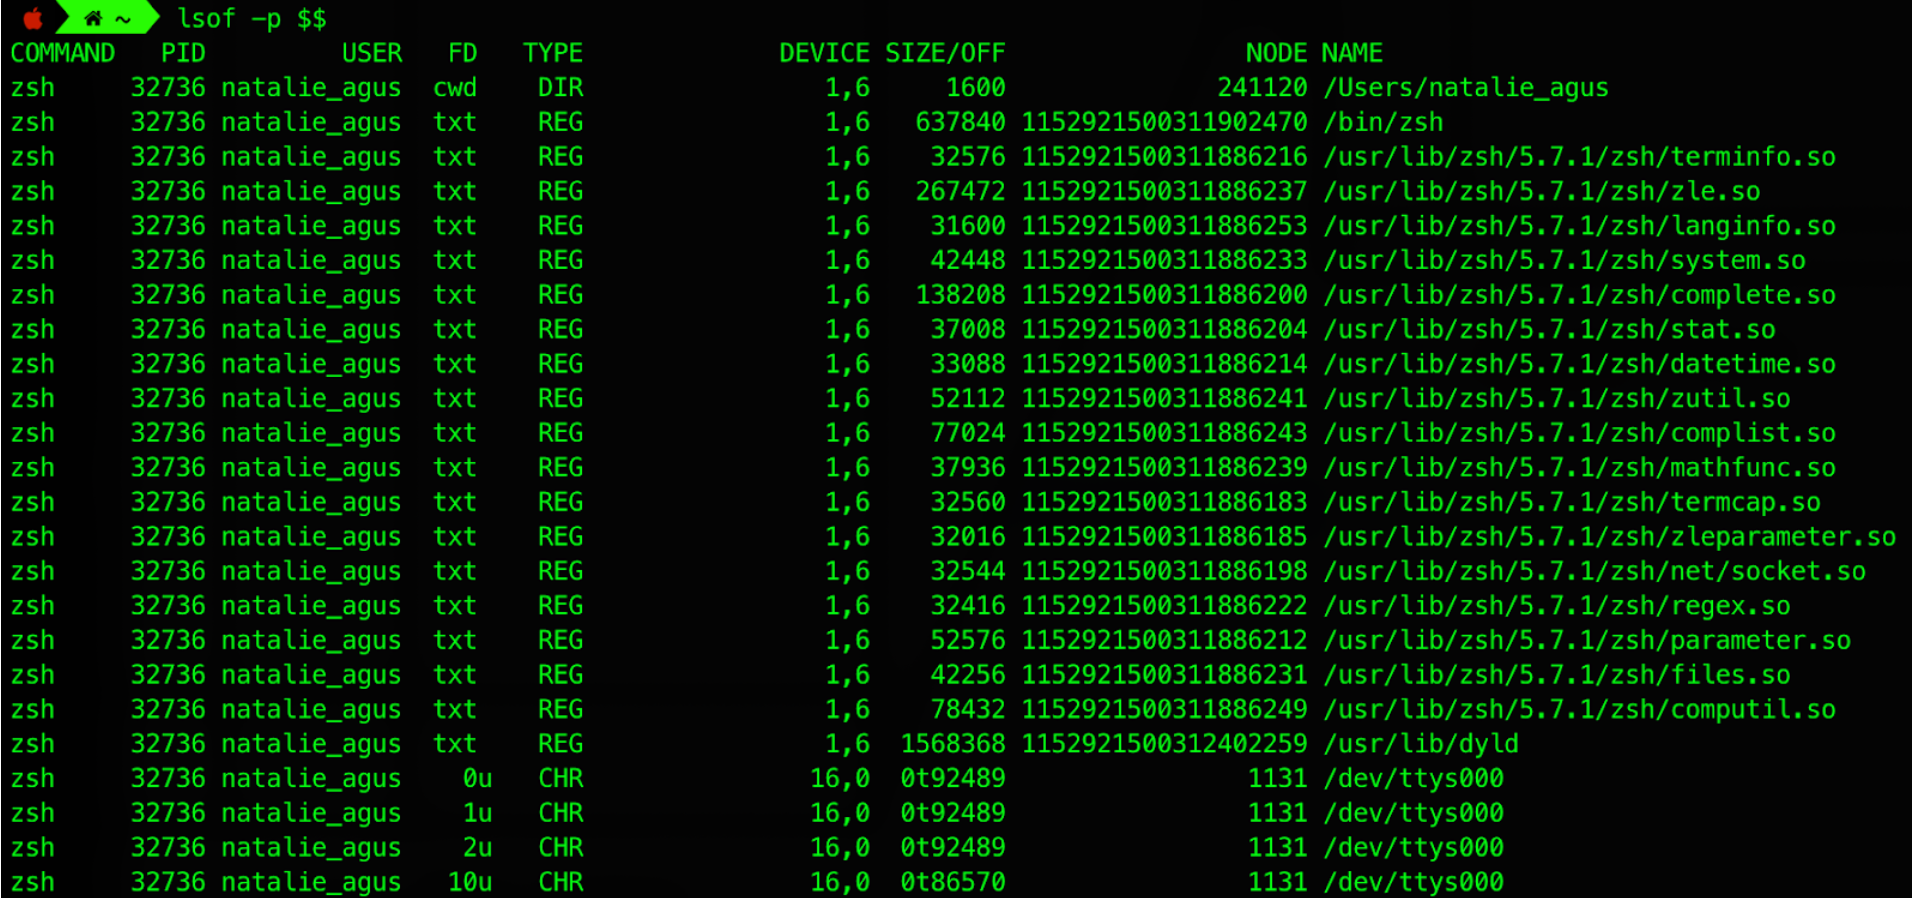 ~ lsof -p $$
COMMAND PID USER FD TYPE DEVICE SIZE/OFF NODE NAME
zsh 32736 natalie_agus cwd DIR 1,6 1600 241120 /Users/natalie_agus
zsh 32736 natalie_agus txt REG 1,6 637840 1152921500311902470 /bin/zsh
zsh 32736 natalie_agus txt REG 1,6 32576 1152921500311886216 /usr/lib/zsh/5.7.1/zsh/terminfo.so
zsh 32736 natalie_agus txt REG 1,6 267472 1152921500311886237 /usr/lib/zsh/5.7.1/zsh/zle.so
zsh 32736 natalie_agus txt REG 1,6 31600 1152921500311886253 /usr/lib/zsh/5.7.1/zsh/langinfo.so
zsh 32736 natalie_agus txt REG 1,6 42448 1152921500311886233 /usr/lib/zsh/5.7.1/zsh/system.so
zsh 32736 natalie_agus txt REG 1,6 138208 1152921500311886200 /usr/lib/zsh/5.7.1/zsh/complete.so
zsh 32736 natalie_agus txt REG 1,6 37008 1152921500311886204 /usr/lib/zsh/5.7.1/zsh/stat.so
zsh 32736 natalie_agus txt REG 1,6 33088 1152921500311886214 /usr/lib/zsh/5.7.1/zsh/datetime.so
zsh 32736 natalie_agus txt REG 1,6 52112 1152921500311886241 /usr/lib/zsh/5.7.1/zsh/zutil.so
zsh 32736 natalie_agus txt REG 1,6 77024 1152921500311886243 /usr/lib/zsh/5.7.1/zsh/complist.so
zsh 32736 natalie_agus txt REG 1,6 37936 1152921500311886239 /usr/lib/zsh/5.7.1/zsh/mathfunc.so
zsh 32736 natalie_agus txt REG 1,6 32560 1152921500311886183 /usr/lib/zsh/5.7.1/zsh/termcap.so
zsh 32736 natalie_agus txt REG 1,6 32016 1152921500311886185 /usr/lib/zsh/5.7.1/zsh/zleparameter.so
zsh 32736 natalie_agus txt REG 1,6 32544 1152921500311886198 /usr/lib/zsh/5.7.1/zsh/net/socket.so
zsh 32736 natalie_agus txt REG 1,6 32416 1152921500311886222 /usr/lib/zsh/5.7.1/zsh/regex.so
zsh 32736 natalie_agus txt REG 1,6 52576 1152921500311886212 /usr/lib/zsh/5.7.1/zsh/parameter.so
zsh 32736 natalie_agus txt REG 1,6 42256 1152921500311886231 /usr/lib/zsh/5.7.1/zsh/files.so
zsh 32736 natalie_agus txt REG 1,6 78432 1152921500311886249 /usr/lib/zsh/5.7.1/zsh/computil.so
zsh 32736 natalie_agus txt REG 1,6 1568368 1152921500312402259 /usr/lib/dyld
zsh 32736 natalie_agus 0u CHR 16,0 0t92489 1131 /dev/ttys000
zsh 32736 natalie_agus 1u CHR 16,0 0t92489 1131 /dev/ttys000
zsh 32736 natalie_agus 2u CHR 16,0 0t92489 1131 /dev/ttys000
zsh 32736 natalie_agus 10u CHR 16,0 0t86570 1131 /dev/ttys000